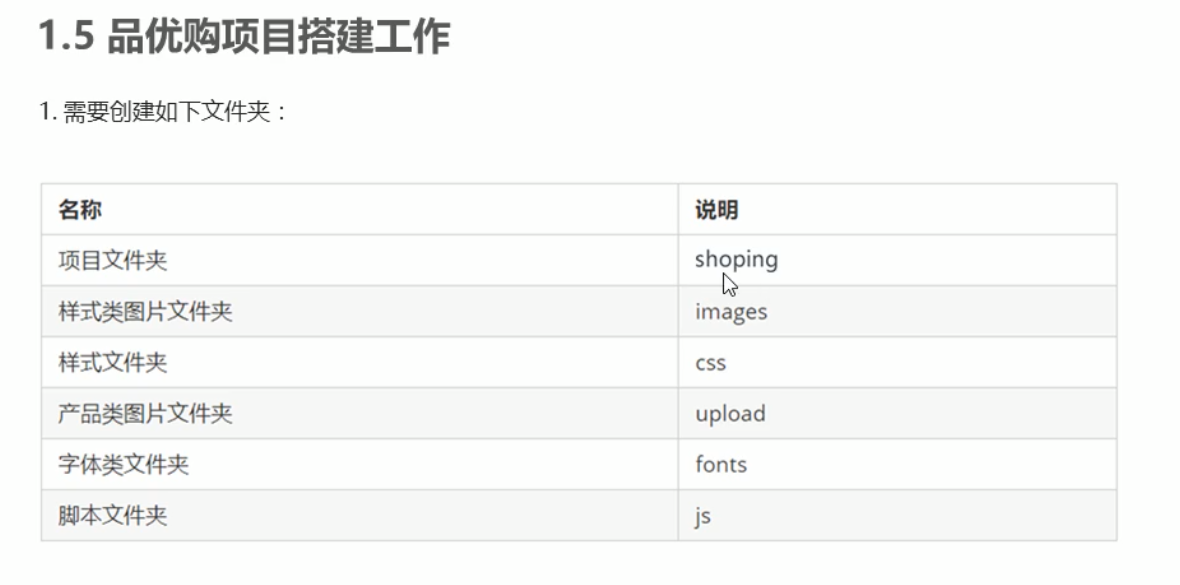 1.5 品优购项目搭建工作
1. 需要创建如下文件夹：
名称 说明
项目文件夹 shoping
样式类图片文件夹 images
样式文件夹 css
产品类图片文件夹 upload
字体类文件夹 fonts
脚本文件夹 js